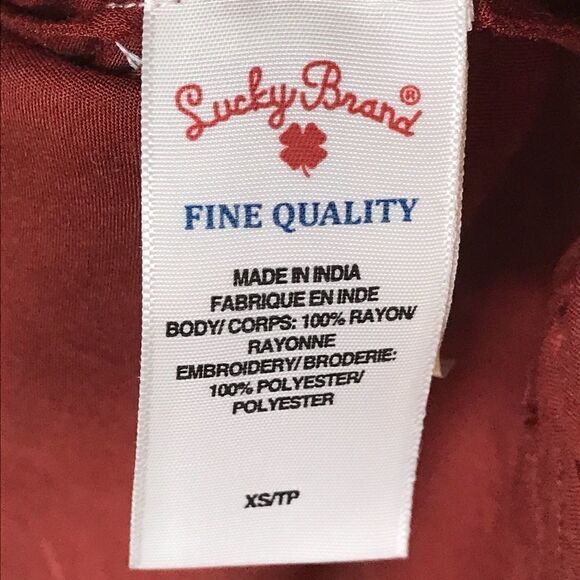 Lucky Brand®
FINE QUALITY
MADE IN INDIA
FABRIQUE EN INDE
BODY/ CORPS: 100% RAYON/
RAYONNE
EMBROIDERY/ BRODERIE:
100% POLYESTER/
POLYESTER
XS/TP